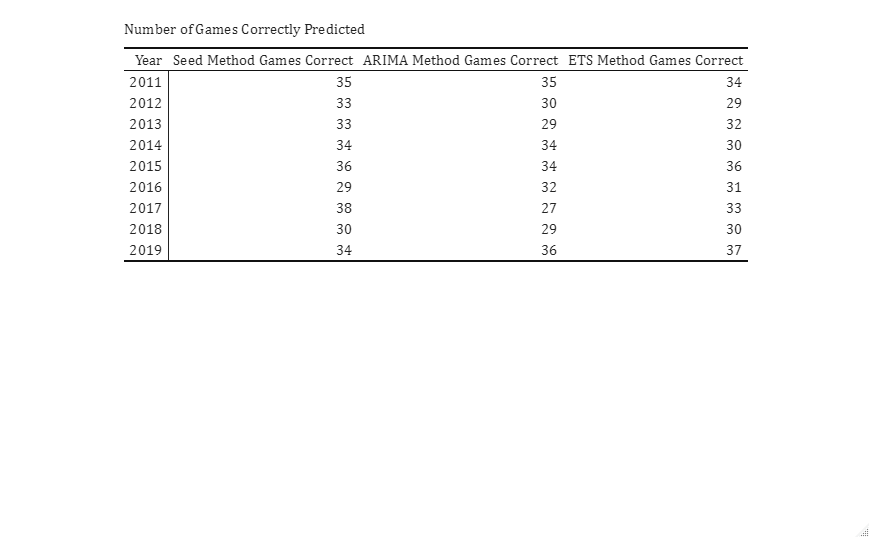 Number of Games Correctly Predicted
Year Seed Method Games Correct ARIMA Method Games Correct ETS Method Games Correct
2011 35 35 34
2012 33 30 29
2013 33 29 32
2014 34 34 30
2015 36 34 36
2016 29 32 31
2017 38 27 33
2018 30 29 30
2019 34 36 37